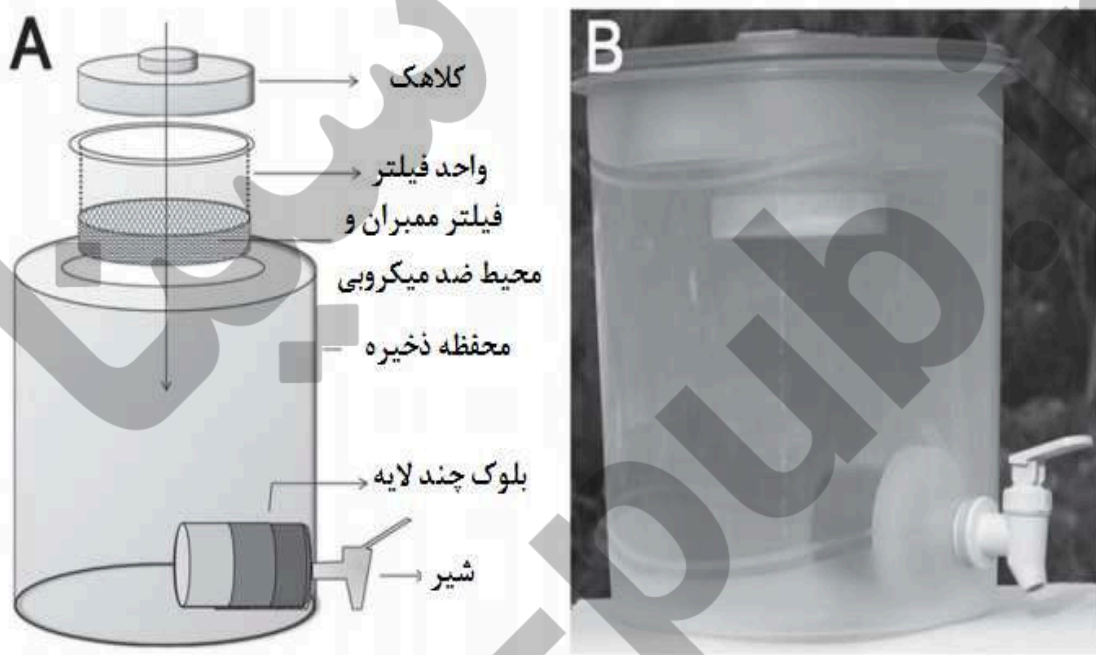 A
B
کلاهک
واحد فیلتر
فیلتر ممبران و
محیط ضد میکروبی
محفظه ذخیره
بلوک چند لایه
شیر